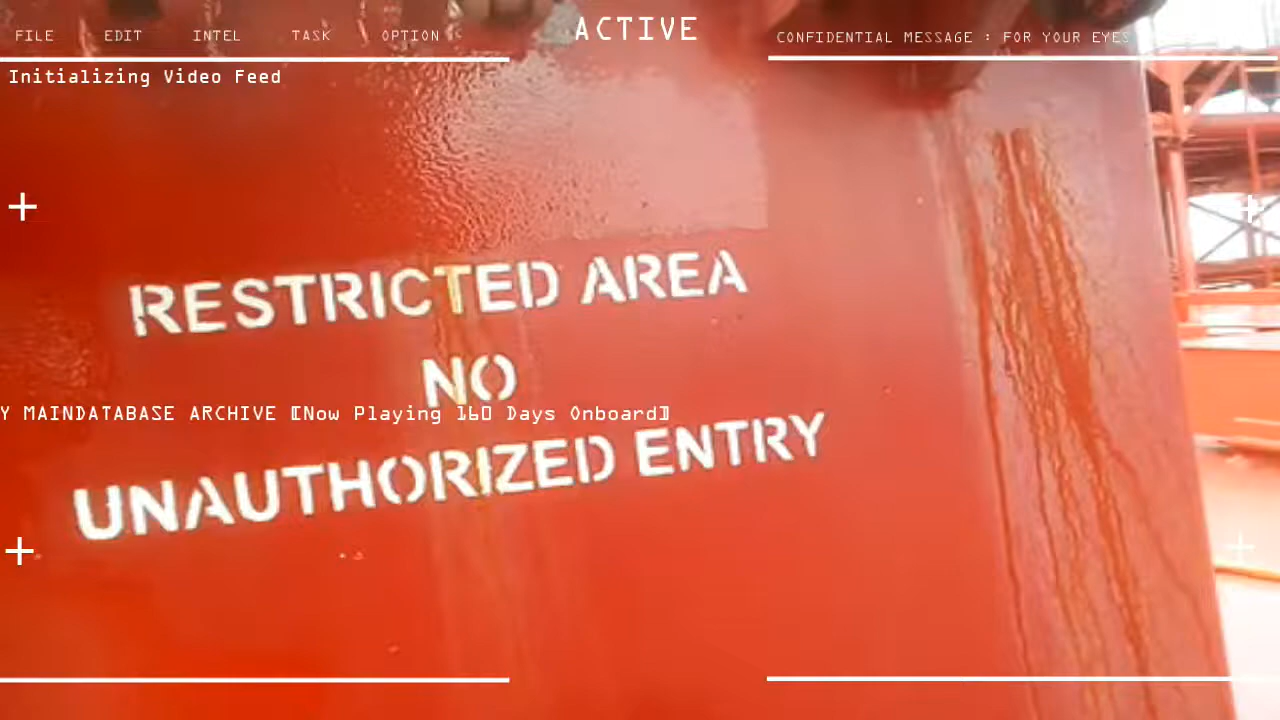 FILE EDIT INTEL TASK OPTION
ACTIVE
CONFIDENTIAL MESSAGE : FOR YOUR EYES
Initializing Video Feed
RESTRICTED AREA
NO
Y MAINDATABASE ARCHIVE [Now Playing 160 Days Onboard]
UNAUTHORIZED ENTRY